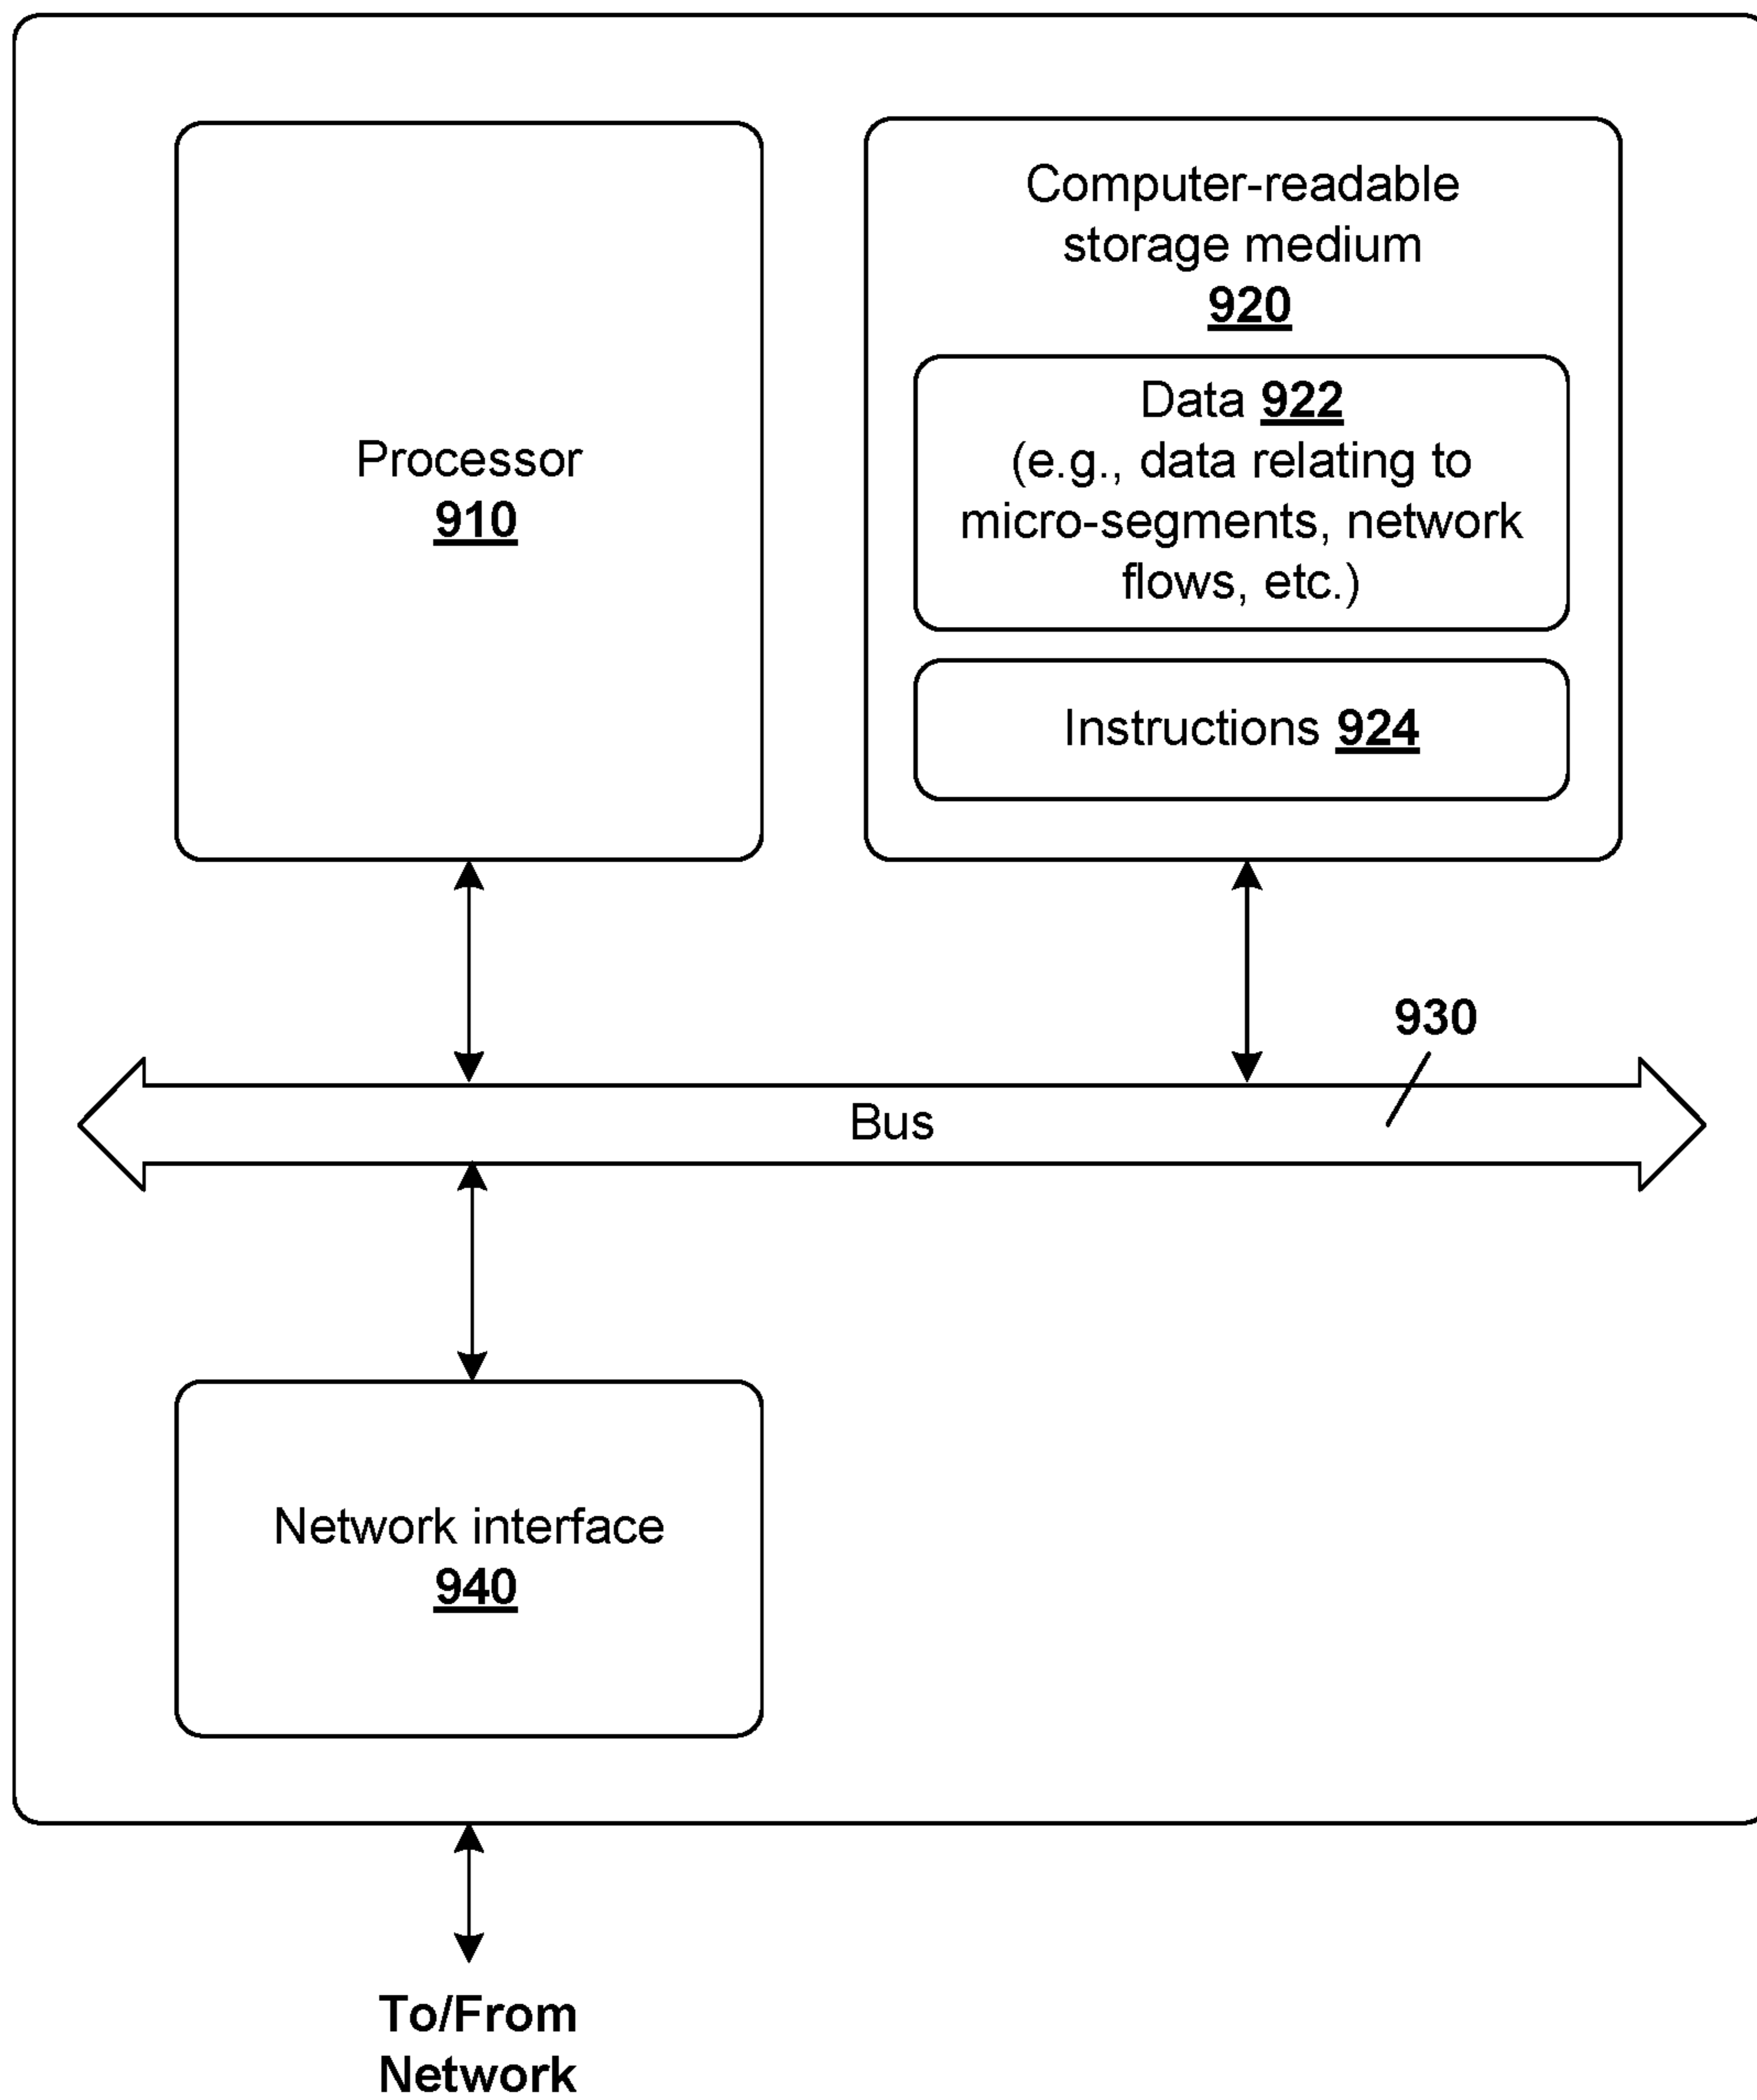 Processor
910
Computer-readable
storage medium
920
Data 922
(e.g., data relating to
micro-segments, network
flows, etc.)
Instructions 924
930
Bus
Network interface
940
To/From
Network